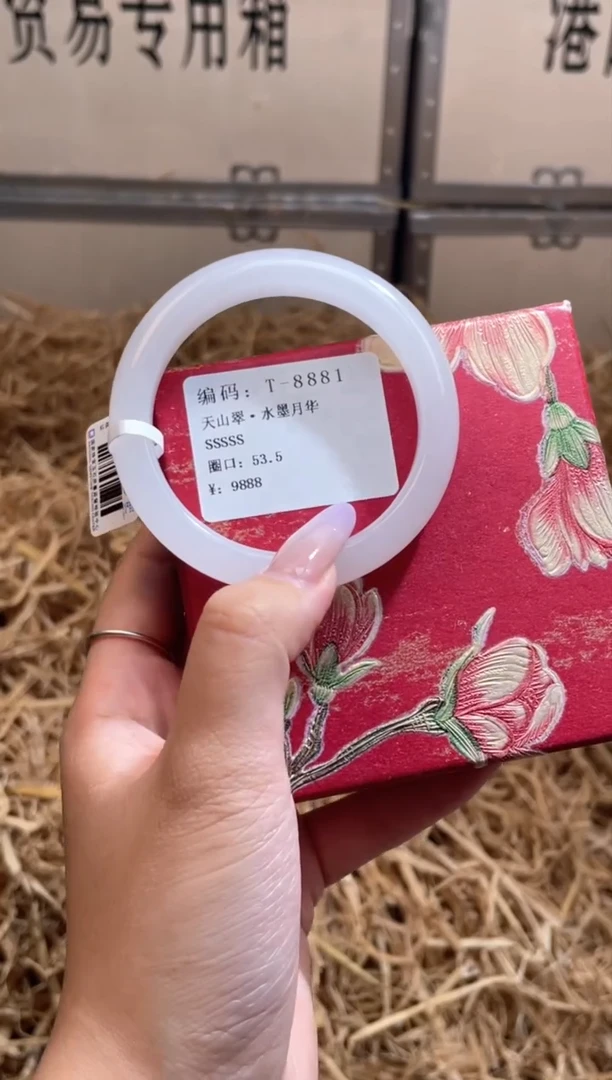 贸易专用箱
港
编码: T-8881
天山翠·水墨月华
SSSSS
圈口: 53.5
¥: 9888